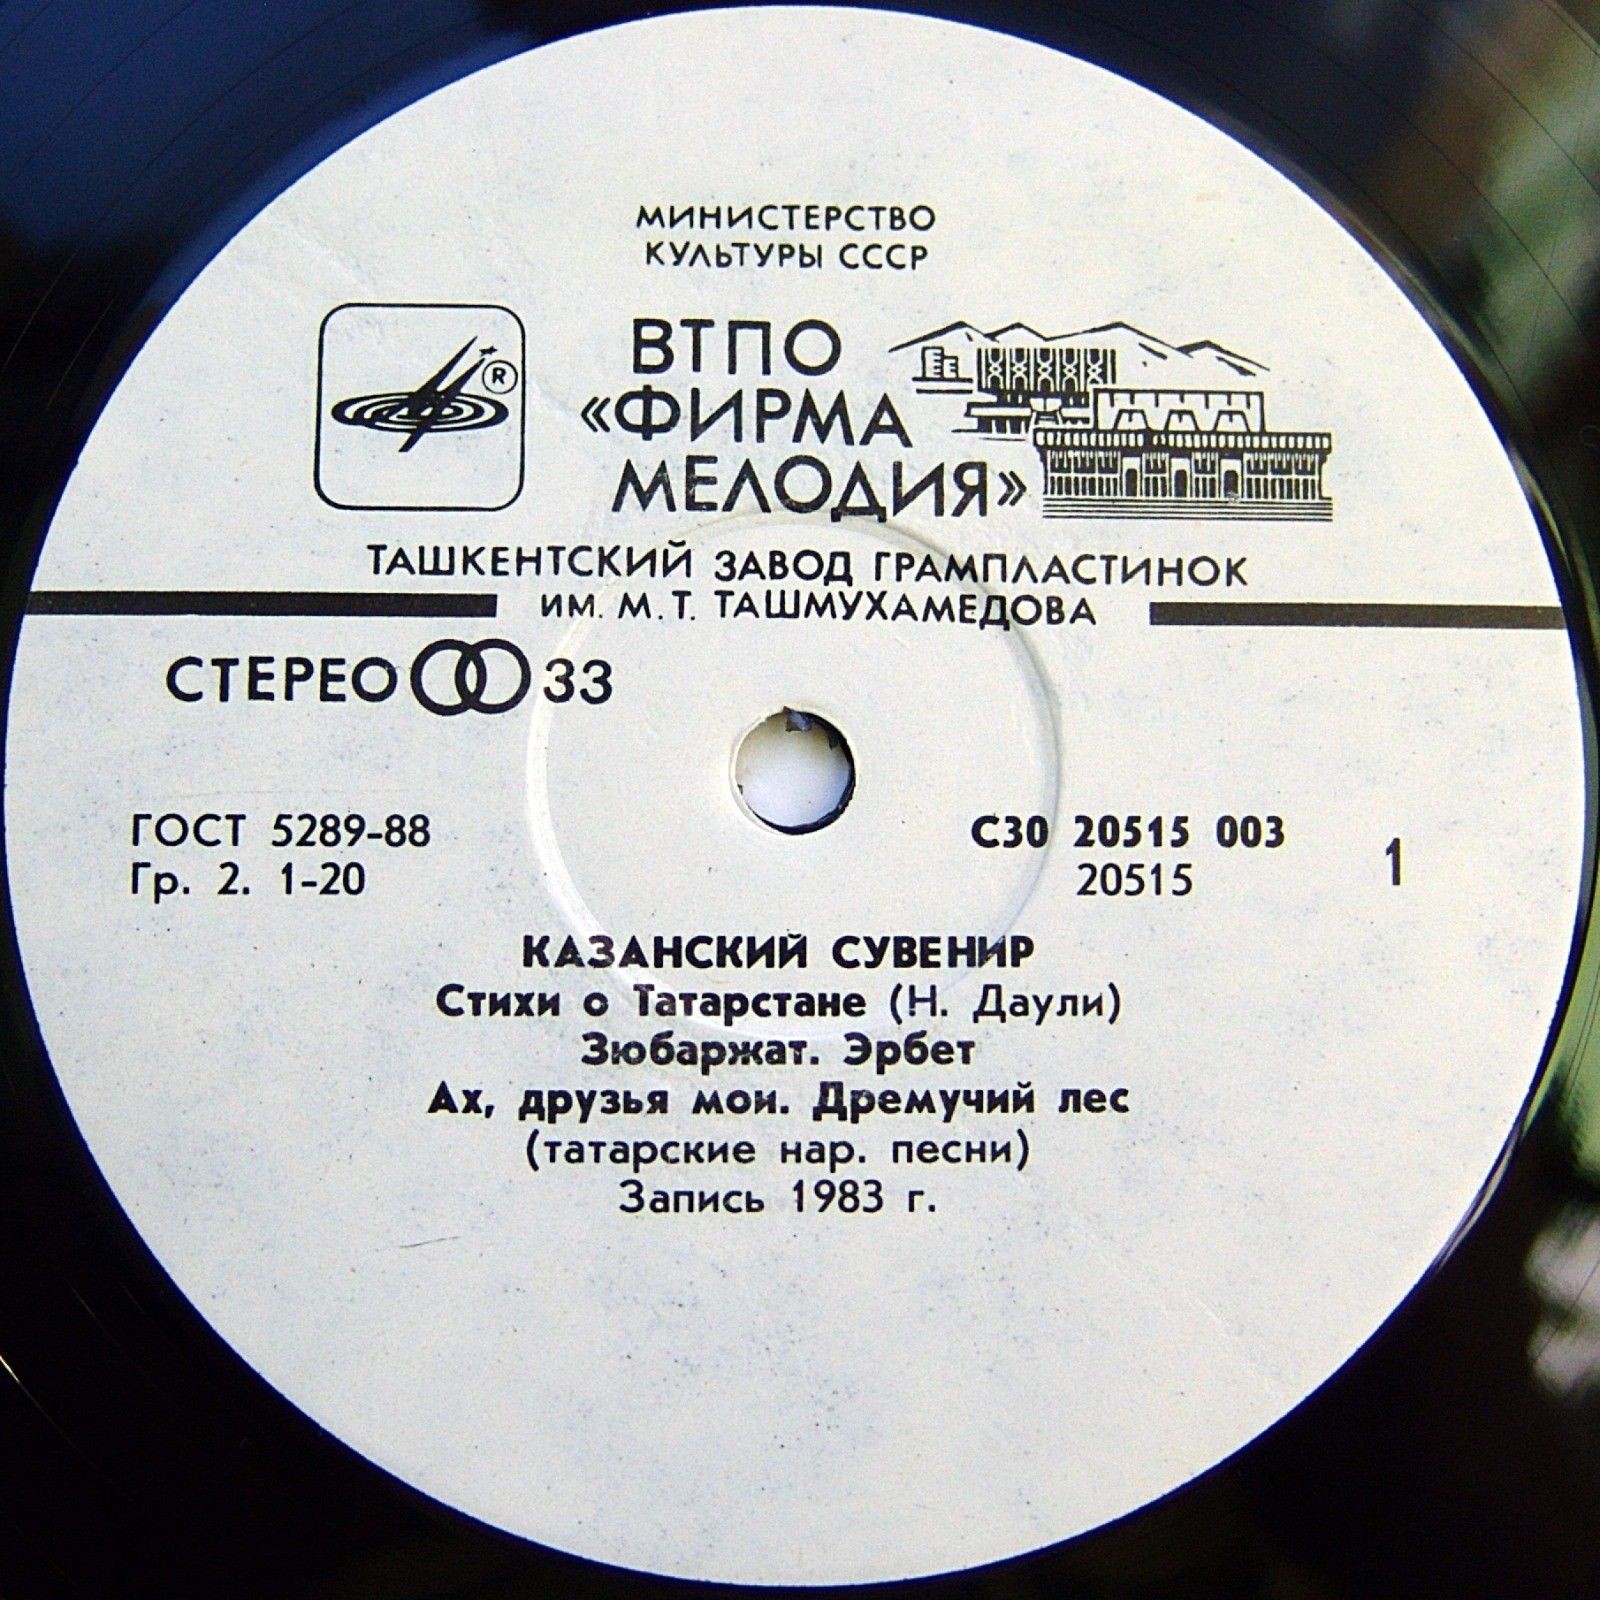 МИНИСТЕРСТВО
КУЛЬТУРЫ СССР
ВТПО
«ФИРМА
МЕЛОДИЯ»
®
ТАШКЕНТСКИЙ ЗАВОД ГРАМПЛАСТИНОК
ИМ. М. Т. ТАШМУХАМЕДОВА
СТЕРЕО 33
ГОСТ 5289-88
Гр. 2. 1-20
С30 20515 003
20515
1
КАЗАНСКИЙ СУВЕНИР
Стихи о Татарстане (Н. Даули)
Зюбаржат. Эрбет
Ах, друзья мои. Дремучий лес
(татарские нар. песни)
Запись 1983 г.